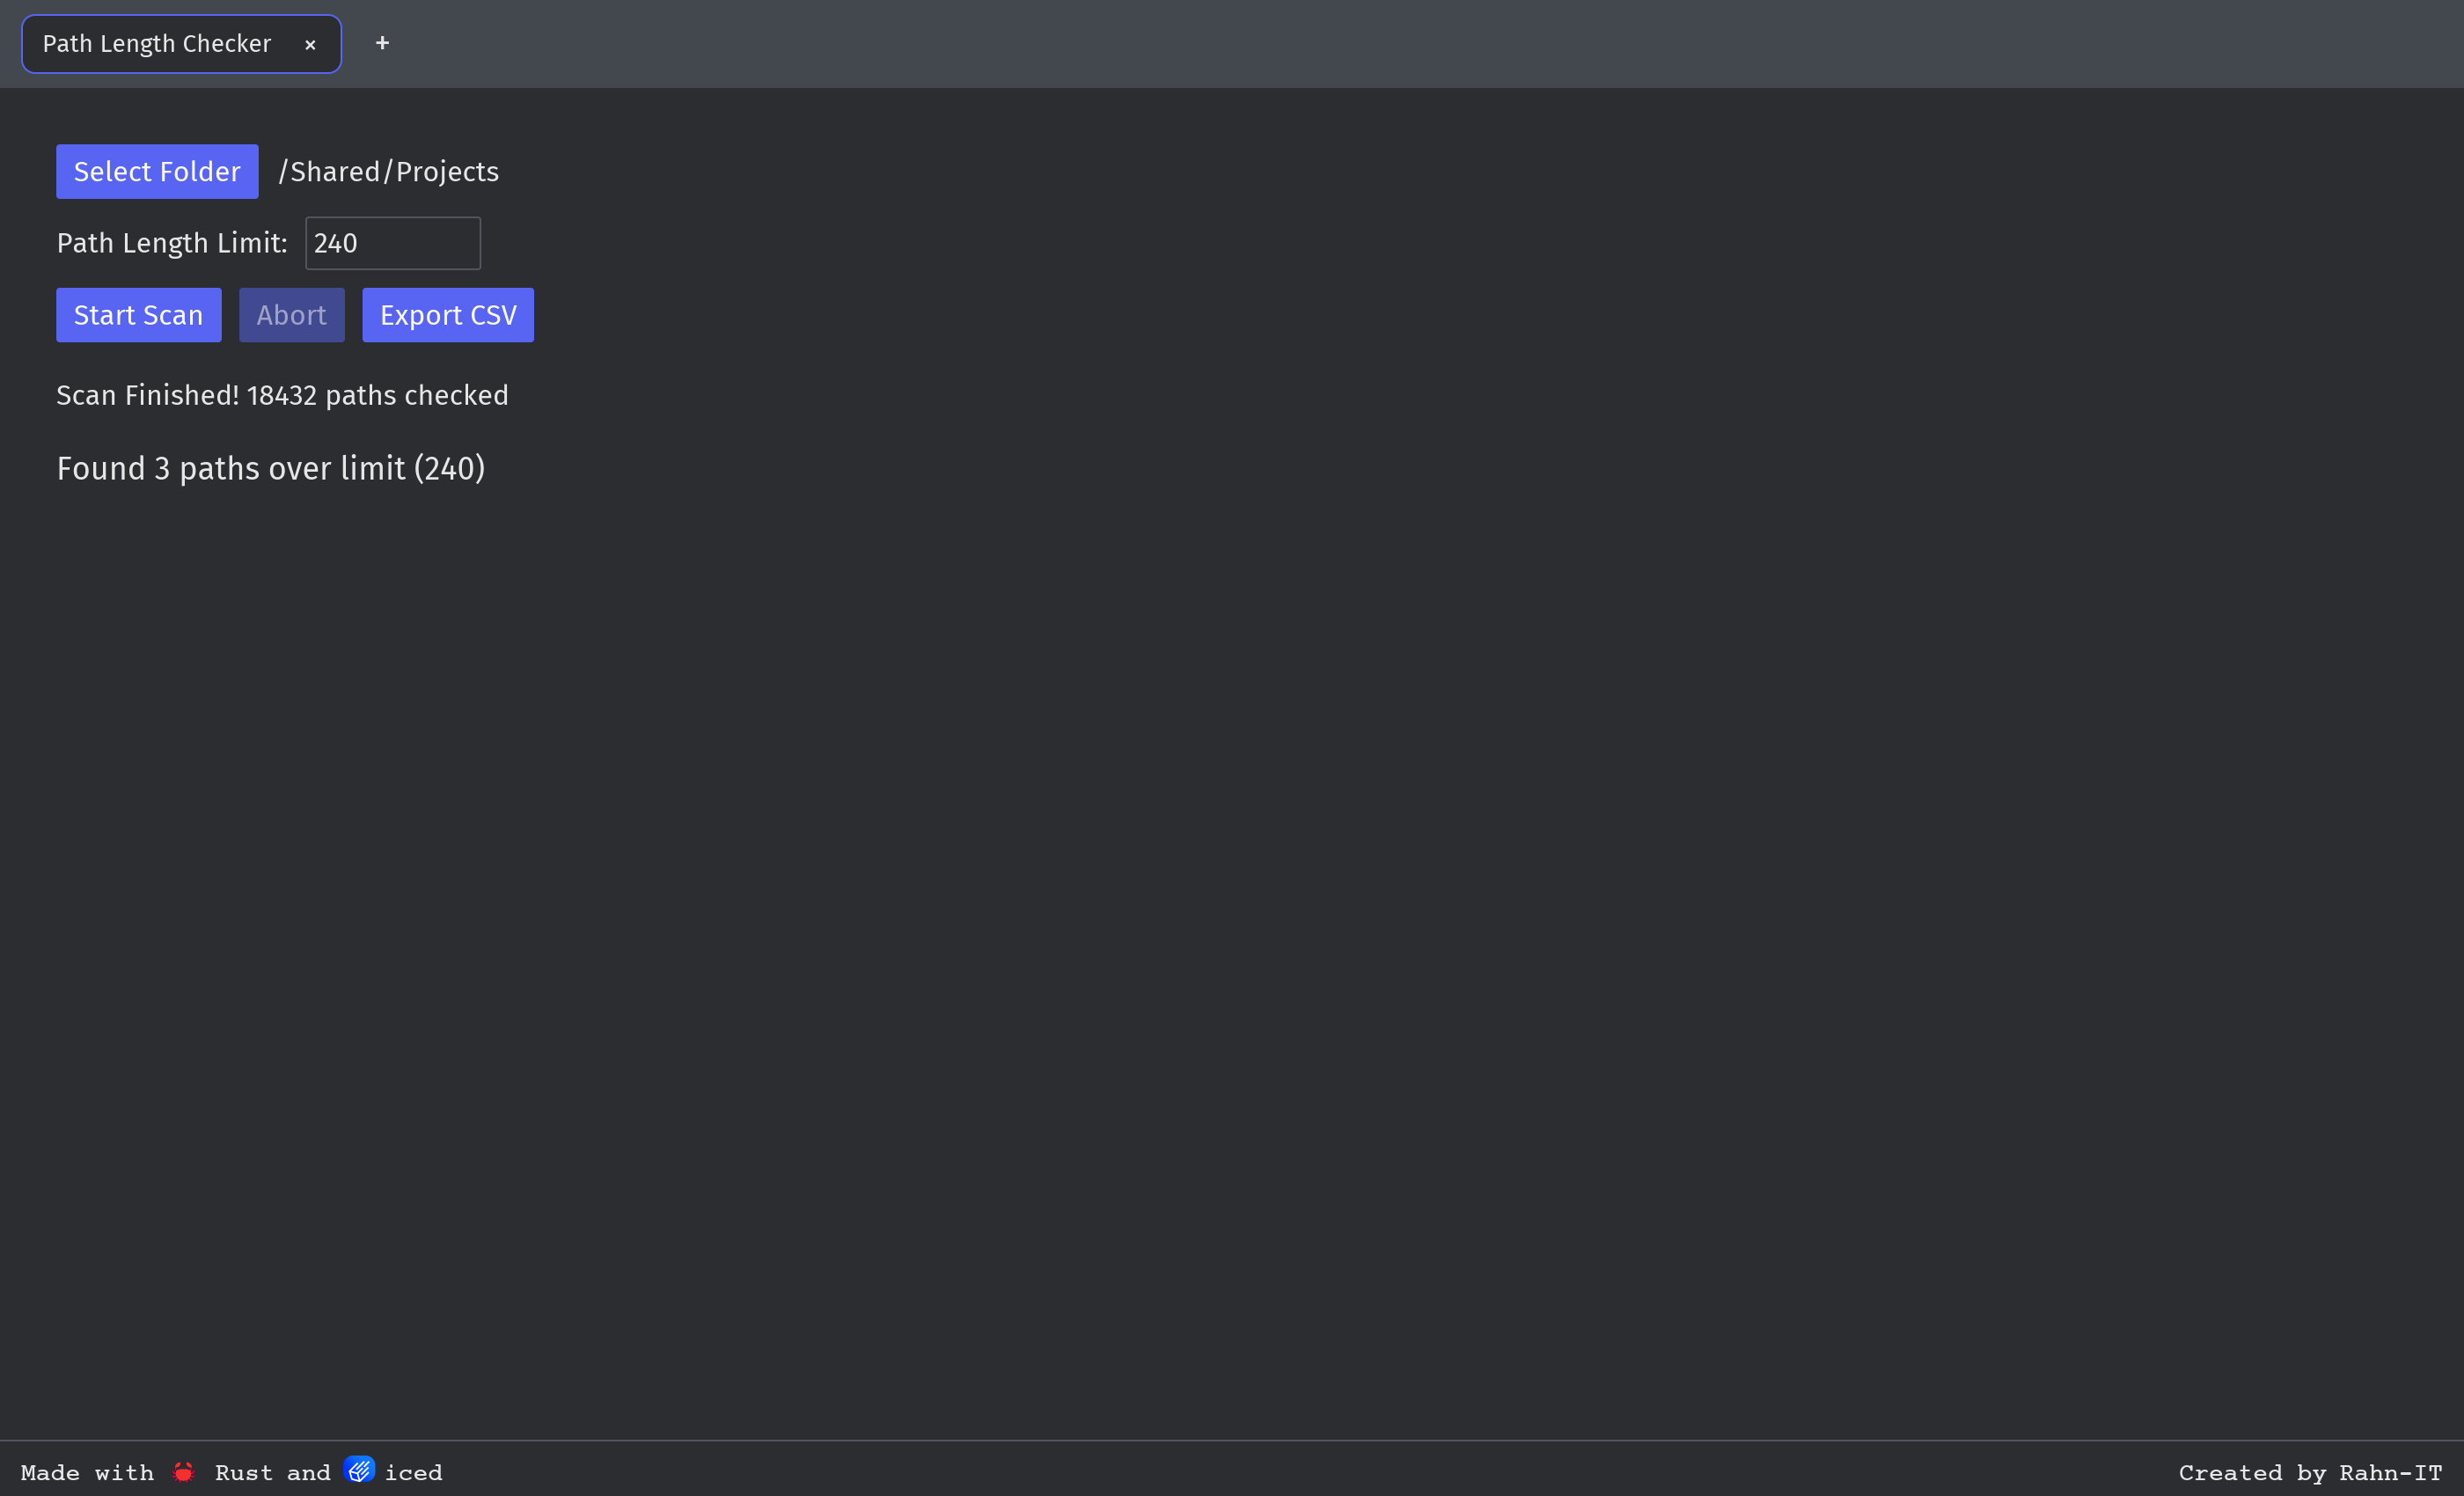 Path Length Checker × +
Select Folder /Shared/Projects
Path Length Limit: 240
Start Scan Abort Export CSV
Scan Finished! 18432 paths checked
Found 3 paths over limit (240)
Made with 🦀 Rust and iced Created by Rahn-IT